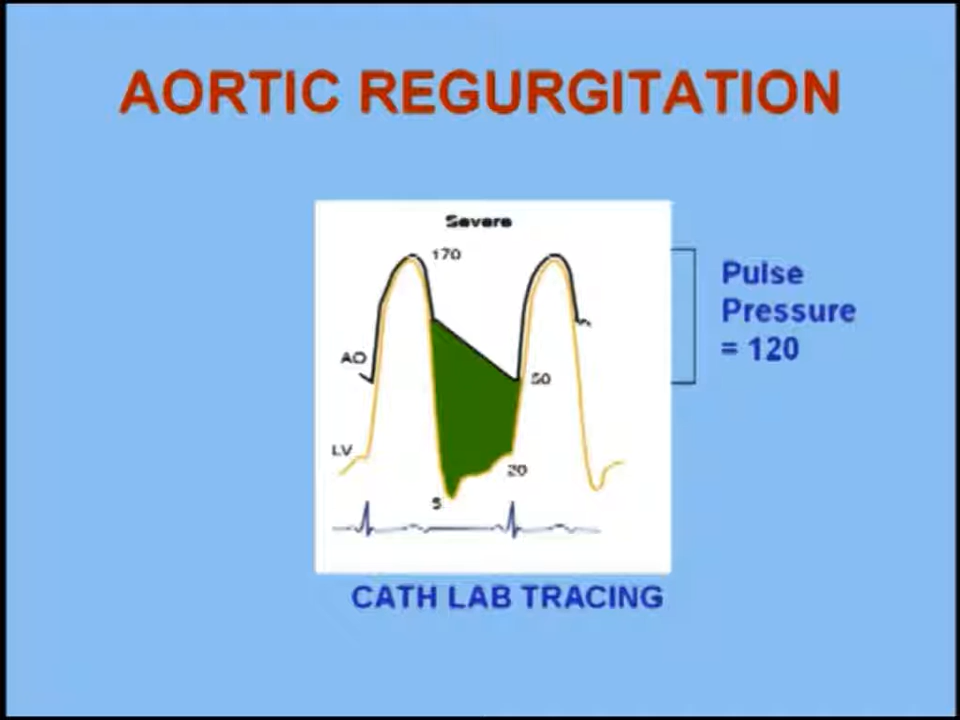 AORTIC REGURGITATION
Severe
170
Pulse
Pressure
= 120
AO
50
LV
20
5
CATH LAB TRACING